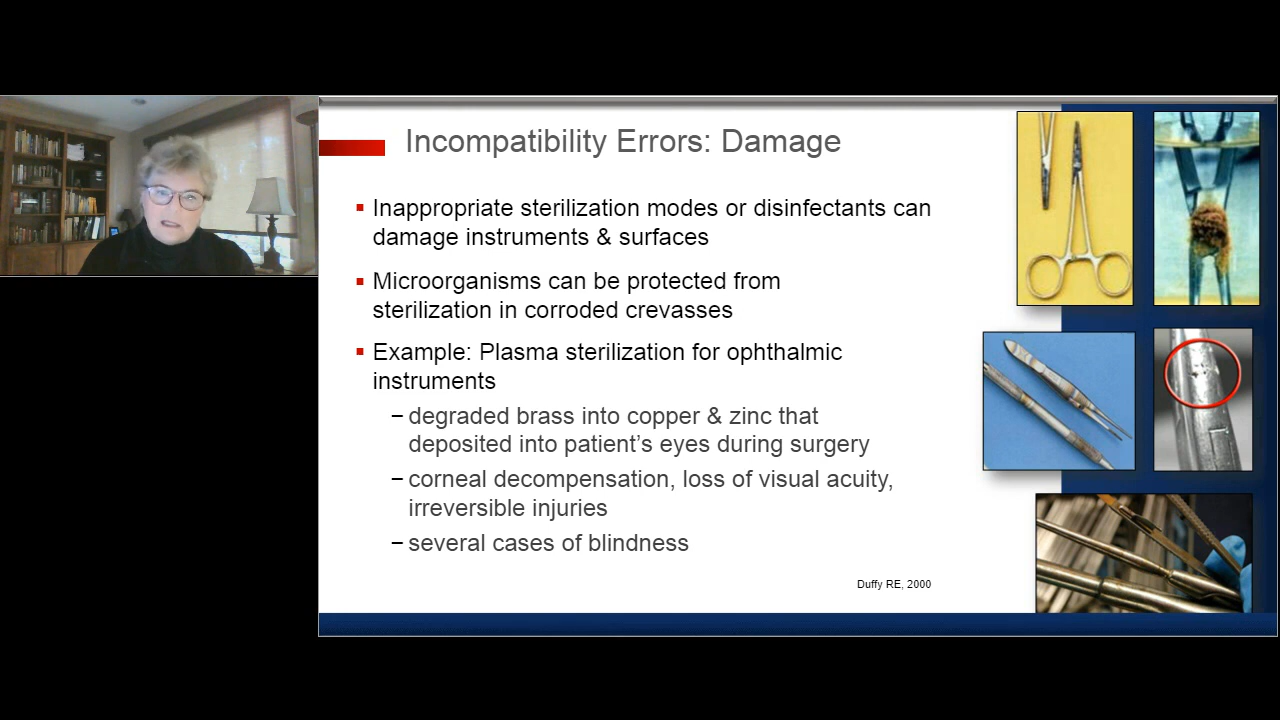 Incompatibility Errors: Damage
Inappropriate sterilization modes or disinfectants can
damage instruments & surfaces
Microorganisms can be protected from
sterilization in corroded crevasses
Example: Plasma sterilization for ophthalmic
instruments
– degraded brass into copper & zinc that
deposited into patient’s eyes during surgery
– corneal decompensation, loss of visual acuity,
irreversible injuries
– several cases of blindness
Duffy RE, 2000